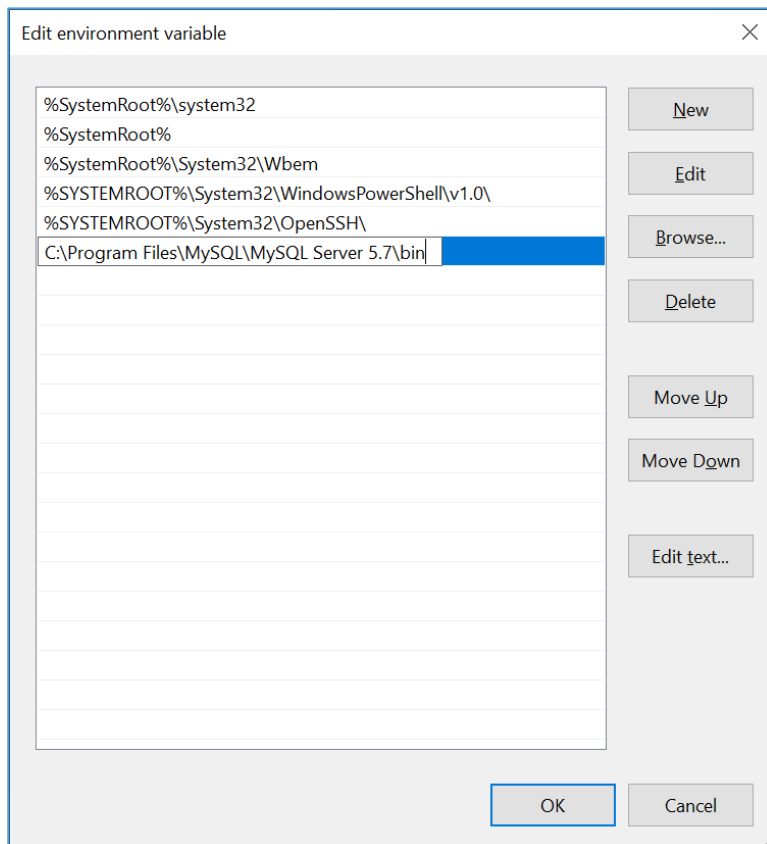 Edit environment variable
%SystemRoot%\system32
%SystemRoot%
%SystemRoot%\System32\Wbem
%SYSTEMROOT%\System32\WindowsPowerShell\v1.0\
%SYSTEMROOT%\System32\OpenSSH\
C:\Program Files\MySQL\MySQL Server 5.7\bin
New
Edit
Browse...
Delete
Move Up
Move Down
Edit text...
OK
Cancel